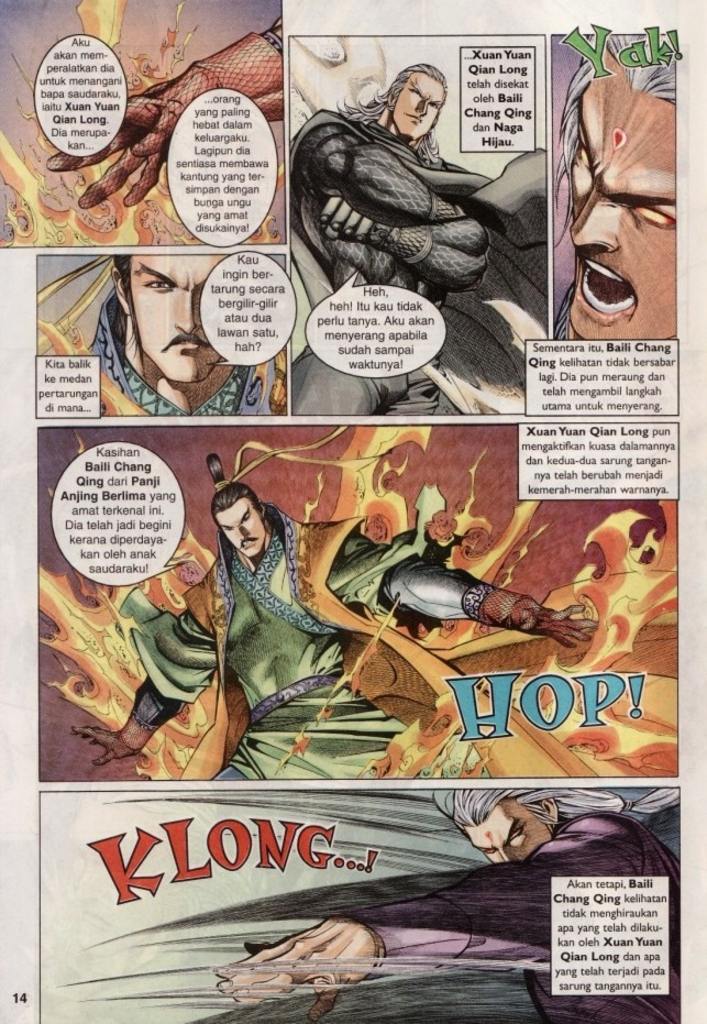 Aku
akan mem-
peralatkan dia
untuk menangani
bapa saudaraku,
iaitu Xuan Yuan
Qian Long.
Dia merupa-
kan...
...orang
yang paling
hebat dalam
keluargaku.
Lagipun dia
sentiasa membawa
kantung yang ter-
simpan dengan
bunga ungu
yang amat
disukainya!
...Xuan Yuan
Qian Long
telah disekat
oleh Baili
Chang Qing
dan Naga
Hijau.
Yak!
Kau
ingin ber-
tarung secara
bergilir-gilir
atau dua
lawan satu,
hah?
Kita balik
ke medan
pertarungan
di mana...
Heh,
heh! Itu kau tidak
perlu tanya. Aku akan
menyerang apabila
sudah sampai
waktunya!
Sementara itu, Baili Chang
Qing kelihatan tidak bersabar
lagi. Dia pun meraung dan
telah mengambil langkah
utama untuk menyerang.
Kasihan
Baili Chang
Qing dari Panji
Anjing Berlima yang
amat terkenal ini.
Dia telah jadi begini
kerana diperdaya-
kan oleh anak
saudaraku!
Xuan Yuan Qian Long pun
mengaktifkan kuasa dalamannya
dan kedua-dua sarung tangan-
nya telah berubah menjadi
kemerah-merahan warnanya.
HOP!
KLONG...!
Akan tetapi, Baili
Chang Qing kelihatan
tidak menghiraukan
apa yang telah dilaku-
kan oleh Xuan Yuan
Qian Long dan apa
yang telah terjadi pada
sarung tangannya itu.
14